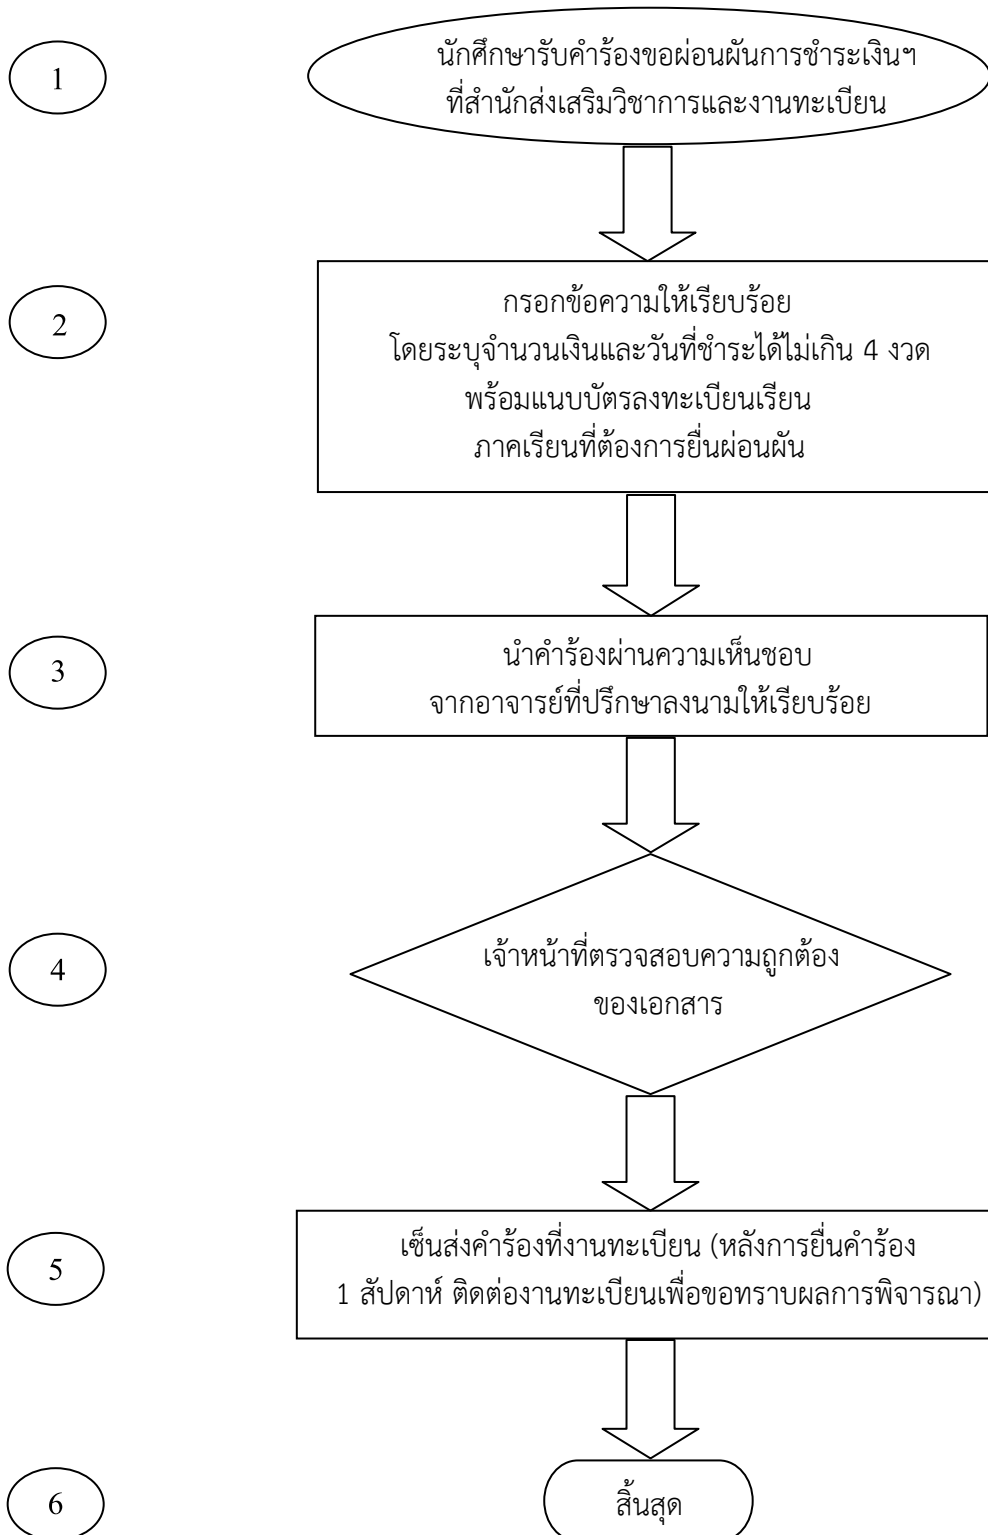 1
นักศึกษารับคำร้องขอผ่อนผันการชำระเงินฯ
ที่สำนักส่งเสริมวิชาการและงานทะเบียน
2
กรอกข้อความให้เรียบร้อย
โดยระบุจำนวนเงินและวันที่ชำระได้ไม่เกิน 4 งวด
พร้อมแนบบัตรลงทะเบียนเรียน
ภาคเรียนที่ต้องการยื่นผ่อนผัน
3
นำคำร้องผ่านความเห็นชอบ
จากอาจารย์ที่ปรึกษาลงนามให้เรียบร้อย
4
เจ้าหน้าที่ตรวจสอบความถูกต้อง
ของเอกสาร
5
เซ็นส่งคำร้องที่งานทะเบียน (หลังการยื่นคำร้อง
1 สัปดาห์ ติดต่องานทะเบียนเพื่อขอทราบผลการพิจารณา)
6
สิ้นสุด